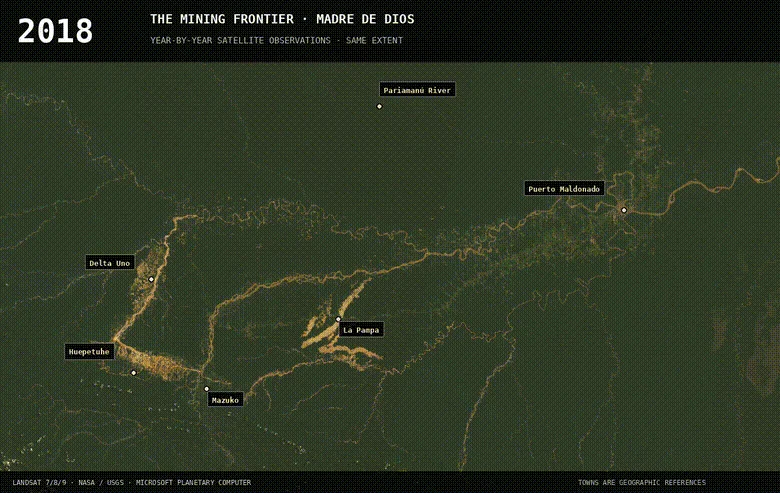 2018
THE MINING FRONTIER · MADRE DE DIOS
YEAR-BY-YEAR SATELLITE OBSERVATIONS · SAME EXTENT
Pariamanú River
Puerto Maldonado
Delta Uno
La Pampa
Huepetuhe
Mazuko
LANDSAT 7/8/9 · NASA / USGS · MICROSOFT PLANETARY COMPUTER
TOWNS ARE GEOGRAPHIC REFERENCES